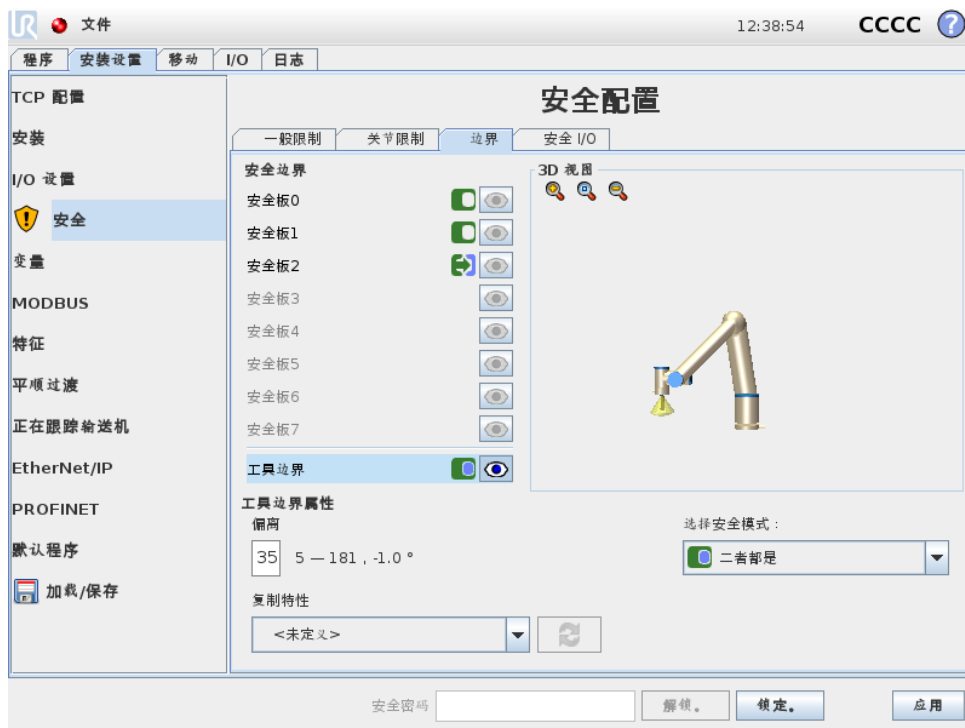 UR 文件 12:38:54 CCCC ?
程序 安装设置 移动 I/O 日志
TCP 配置
安装
I/O 设置
安全
变量
MODBUS
特征
平顺过渡
正在跟踪输送机
EtherNet/IP
PROFINET
默认程序
加载/保存
安全配置
一般限制 关节限制 边界 安全 I/O
安全边界
安全板0
安全板1
安全板2
安全板3
安全板4
安全板5
安全板6
安全板7
工具边界
3D 视图
工具边界属性
偏离
35 5 — 181 , -1.0 °
选择安全模式 :
二者都是
复制特性
<未定义>
安全密码 解锁。 锁定。 应用